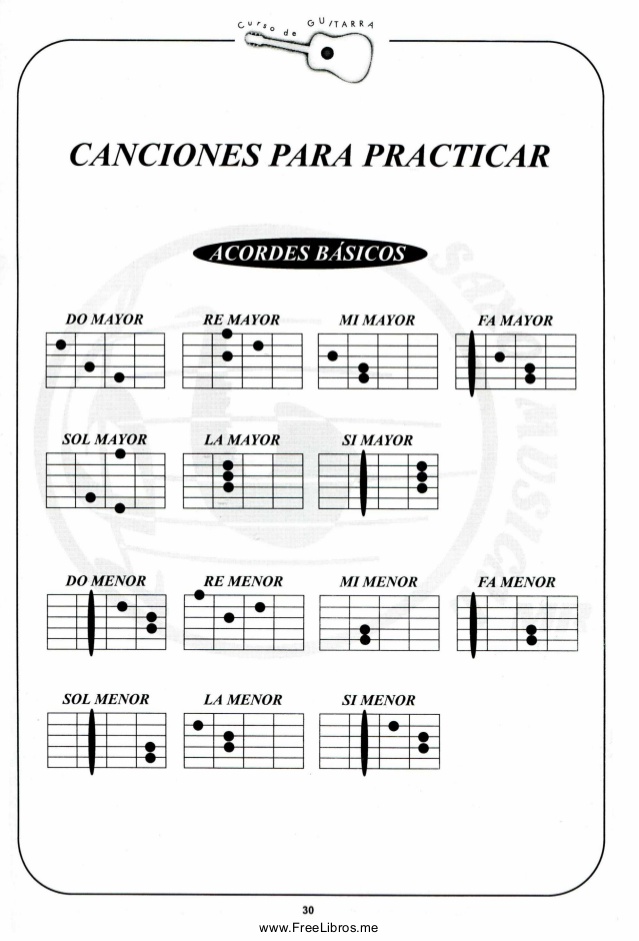 Curso de GUITARRA
CANCIONES PARA PRACTICAR
ACORDES BÁSICOS
DO MAYOR RE MAYOR MI MAYOR FA MAYOR
SOL MAYOR LA MAYOR SI MAYOR
DO MENOR RE MENOR MI MENOR FA MENOR
SOL MENOR LA MENOR SI MENOR
30
www.FreeLibros.me